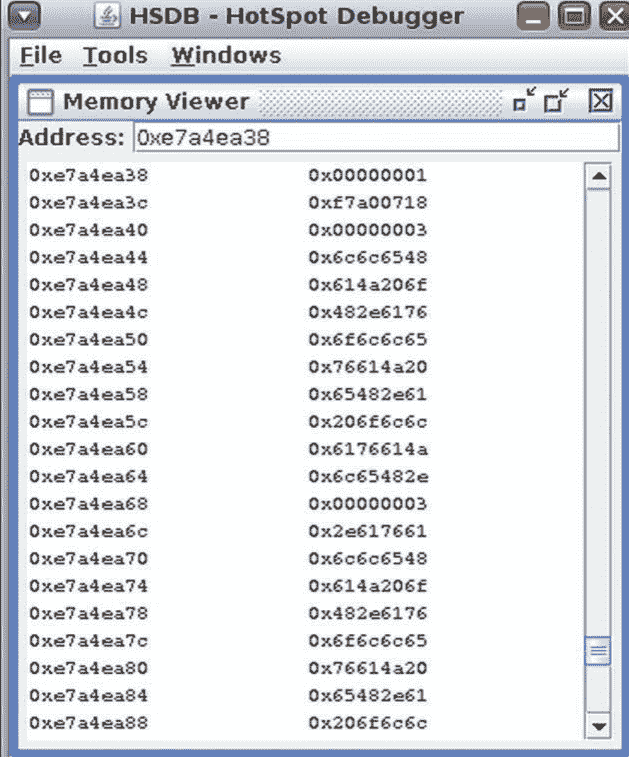 HSDB - HotSpot Debugger
File Tools Windows
Memory Viewer
Address: 0xe7a4ea38
0xe7a4ea38 0x00000001
0xe7a4ea3c 0xf7a00718
0xe7a4ea40 0x00000003
0xe7a4ea44 0x6c6c6548
0xe7a4ea48 0x614a206f
0xe7a4ea4c 0x482e6176
0xe7a4ea50 0x6f6c6c65
0xe7a4ea54 0x76614a20
0xe7a4ea58 0x65482e61
0xe7a4ea5c 0x206f6c6c
0xe7a4ea60 0x6176614a
0xe7a4ea64 0x6c65482e
0xe7a4ea68 0x00000003
0xe7a4ea6c 0x2e617661
0xe7a4ea70 0x6c6c6548
0xe7a4ea74 0x614a206f
0xe7a4ea78 0x482e6176
0xe7a4ea7c 0x6f6c6c65
0xe7a4ea80 0x76614a20
0xe7a4ea84 0x65482e61
0xe7a4ea88 0x206f6c6c